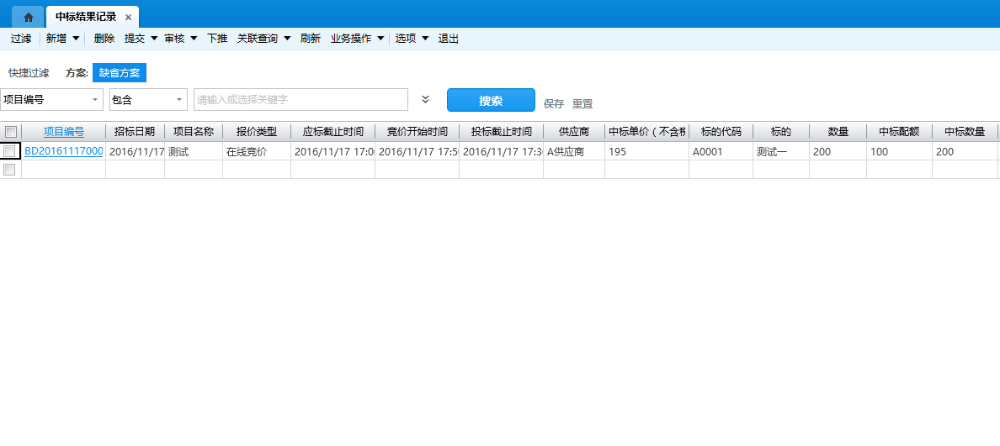 中标结果记录
过滤 新增 删除 提交 审核 下推 关联查询 刷新 业务操作 选项 退出
快捷过滤 方案: 缺省方案
项目编号 包含 请输入或选择关键字 搜索 保存 重置
项目编号 招标日期 项目名称 报价类型 应标截止时间 竞价开始时间 投标截止时间 供应商 中标单价（不含税 标的代码 标的 数量 中标配额 中标数量
BD20161117000 2016/11/17 测试 在线竞价 2016/11/17 17:0 2016/11/17 17:5 2016/11/17 17:3 A供应商 195 A0001 测试一 200 100 200